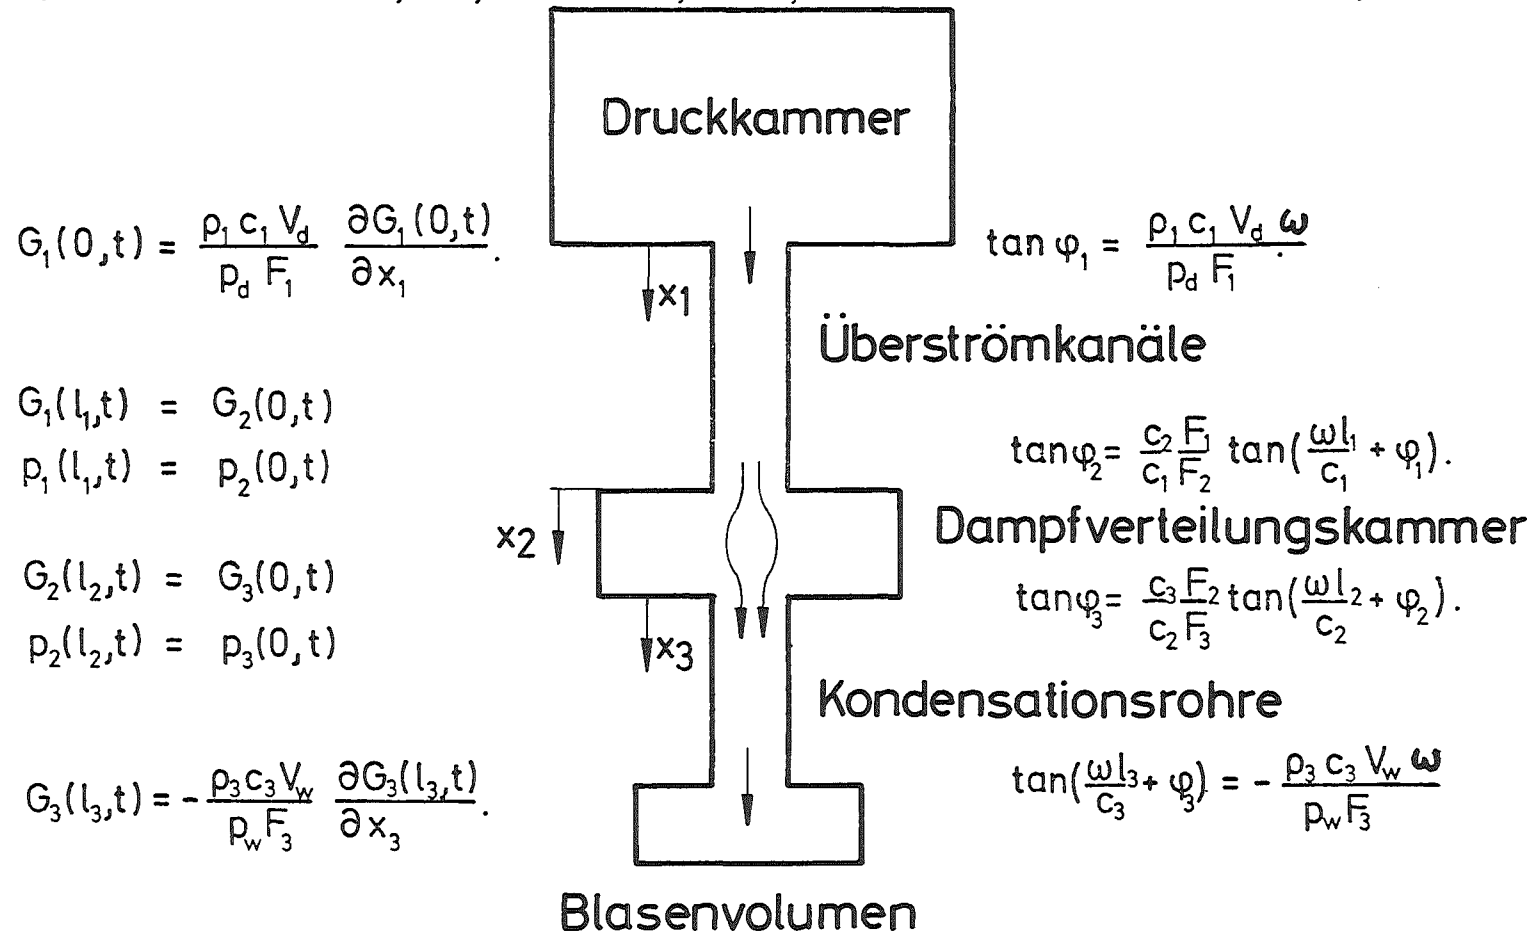 Druckkammer
G₁(0,t) = ρ₁ c₁ V_d / p_d F₁ ∂G₁(0,t) / ∂x₁ .
tan φ₁ = ρ₁ c₁ V_d ω / p_d F₁ .
x1
Überströmkanäle
G₁(l₁,t) = G₂(0,t)
p₁(l₁,t) = p₂(0,t)
tan φ₂ = c₂/c₁ F₁/F₂ tan(ωl₁/c₁ + φ₁).
x2
Dampfverteilungskammer
G₂(l₂,t) = G₃(0,t)
p₂(l₂,t) = p₃(0,t)
tan φ₃ = c₃/c₂ F₂/F₃ tan(ωl₂/c₂ + φ₂).
x3
Kondensationsrohre
G₃(l₃,t) = - ρ₃ c₃ V_w / p_w F₃ ∂G₃(l₃,t) / ∂x₃ .
tan(ωl₃/c₃ + φ₃) = - ρ₃ c₃ V_w ω / p_w F₃
Blasenvolumen